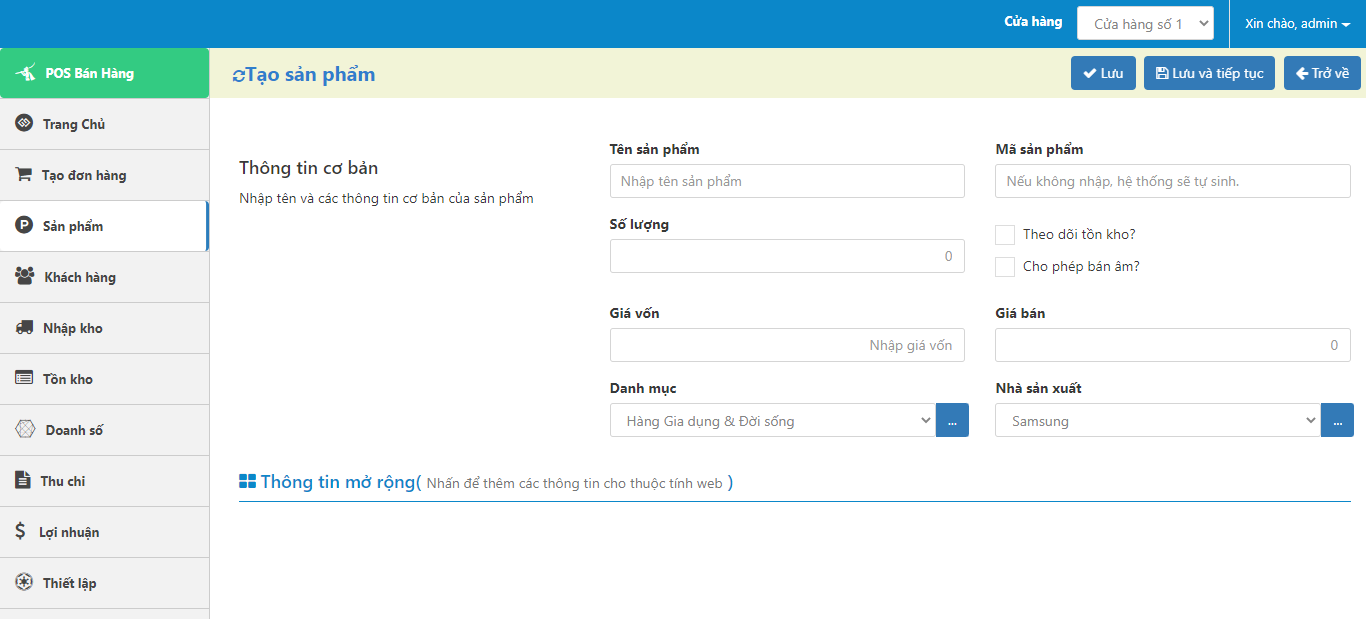 Cửa hàng
Cửa hàng số 1
Xin chào, admin
POS Bán Hàng
Tạo sản phẩm
Lưu
Lưu và tiếp tục
Trở về
Trang Chủ
Tạo đơn hàng
Sản phẩm
Khách hàng
Nhập kho
Tồn kho
Doanh số
Thu chi
Lợi nhuận
Thiết lập
Thông tin cơ bản
Nhập tên và các thông tin cơ bản của sản phẩm
Tên sản phẩm
Nhập tên sản phẩm
Mã sản phẩm
Nếu không nhập, hệ thống sẽ tự sinh.
Số lượng
0
Theo dõi tồn kho?
Cho phép bán âm?
Giá vốn
Nhập giá vốn
Giá bán
0
Danh mục
Hàng Gia dụng & Đời sống
...
Nhà sản xuất
Samsung
...
Thông tin mở rộng( Nhấn để thêm các thông tin cho thuộc tính web )